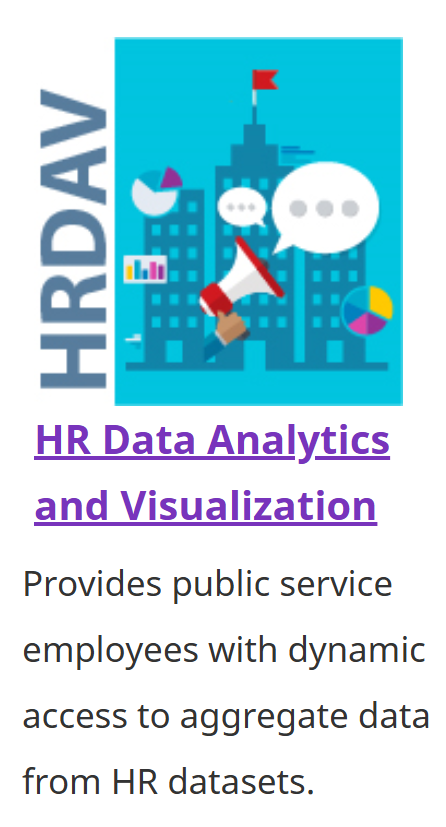 HRDAV
HR Data Analytics
and Visualization
Provides public service
employees with dynamic
access to aggregate data
from HR datasets.